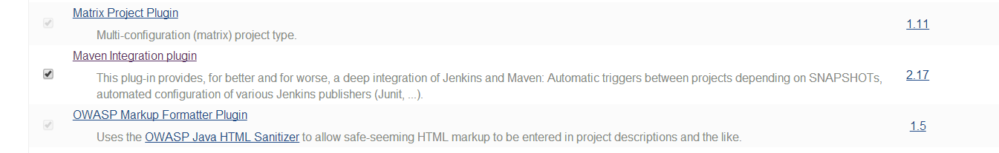 Matrix Project Plugin
Multi-configuration (matrix) project type.
1.11
Maven Integration plugin
This plug-in provides, for better and for worse, a deep integration of Jenkins and Maven: Automatic triggers between projects depending on SNAPSHOTs,
automated configuration of various Jenkins publishers (Junit, ...).
2.17
OWASP Markup Formatter Plugin
Uses the OWASP Java HTML Sanitizer to allow safe-seeming HTML markup to be entered in project descriptions and the like.
1.5